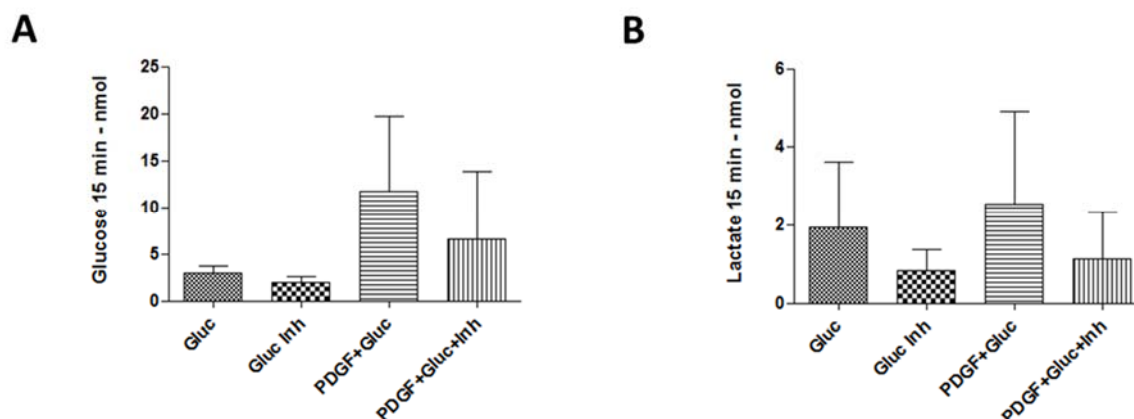 A
Glucose 15 min - nmol
25
20
15
10
5
0
Gluc
Gluc Inh
PDGF+Gluc
PDGF+Gluc+Inh
B
Lactate 15 min - nmol
6
4
2
0
Gluc
Gluc Inh
PDGF+Gluc
PDGF+Gluc+Inh